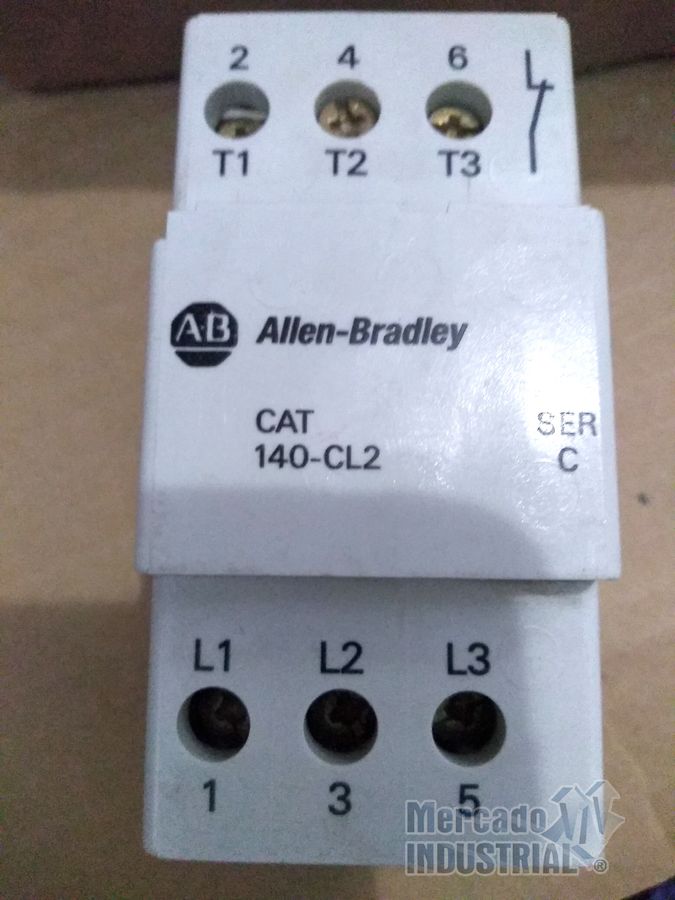 2 4 6
T1 T2 T3
A·B Allen-Bradley
CAT SER
140-CL2 C
L1 L2 L3
1 3 5
Mercado
INDUSTRIAL ®